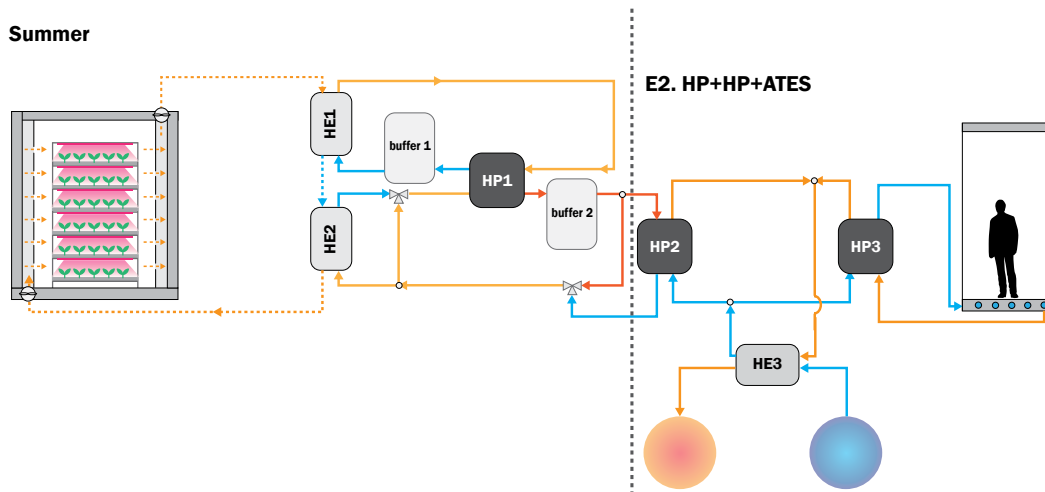 Summer
E2. HP+HP+ATES
HE1
buffer 1
HP1
buffer 2
HE2
HP2
HP3
HE3